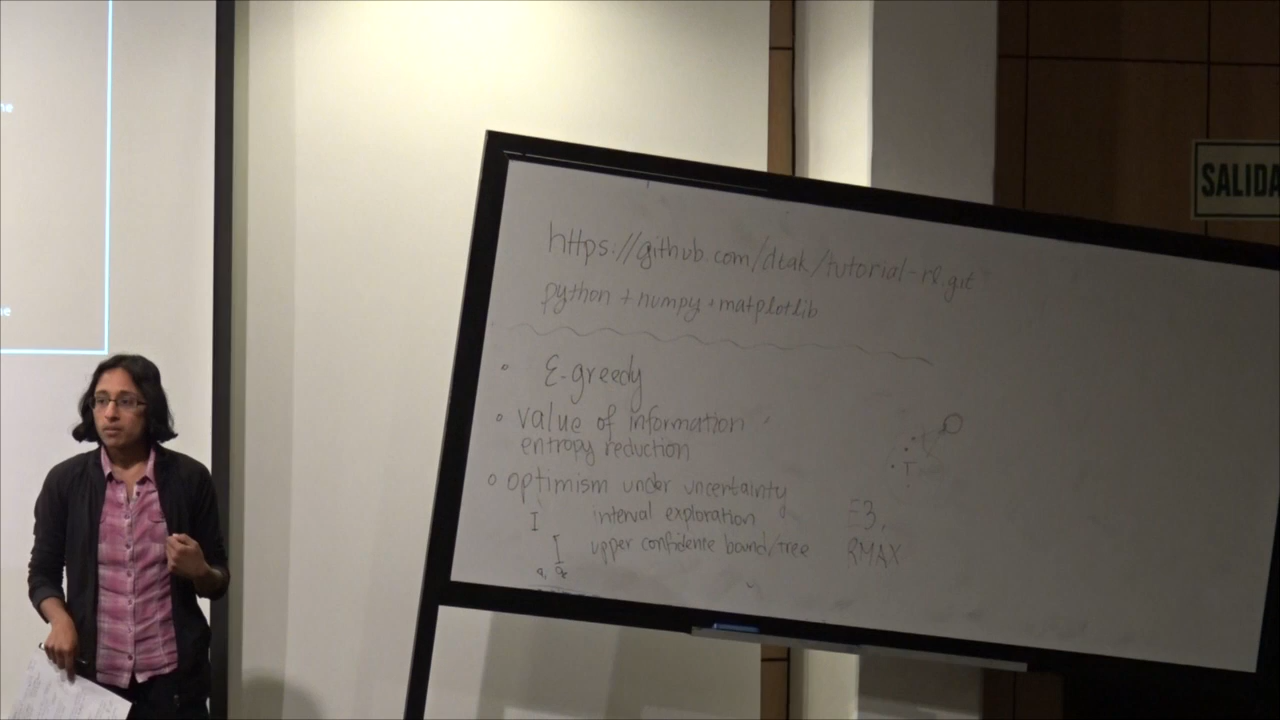 https://github.com/dtak/tutorial-rl.git
python + numpy + matplotlib
ε-greedy
value of information
entropy reduction
optimism under uncertainty
interval exploration E3,
upper confidence bound/tree RMAX
SALIDA